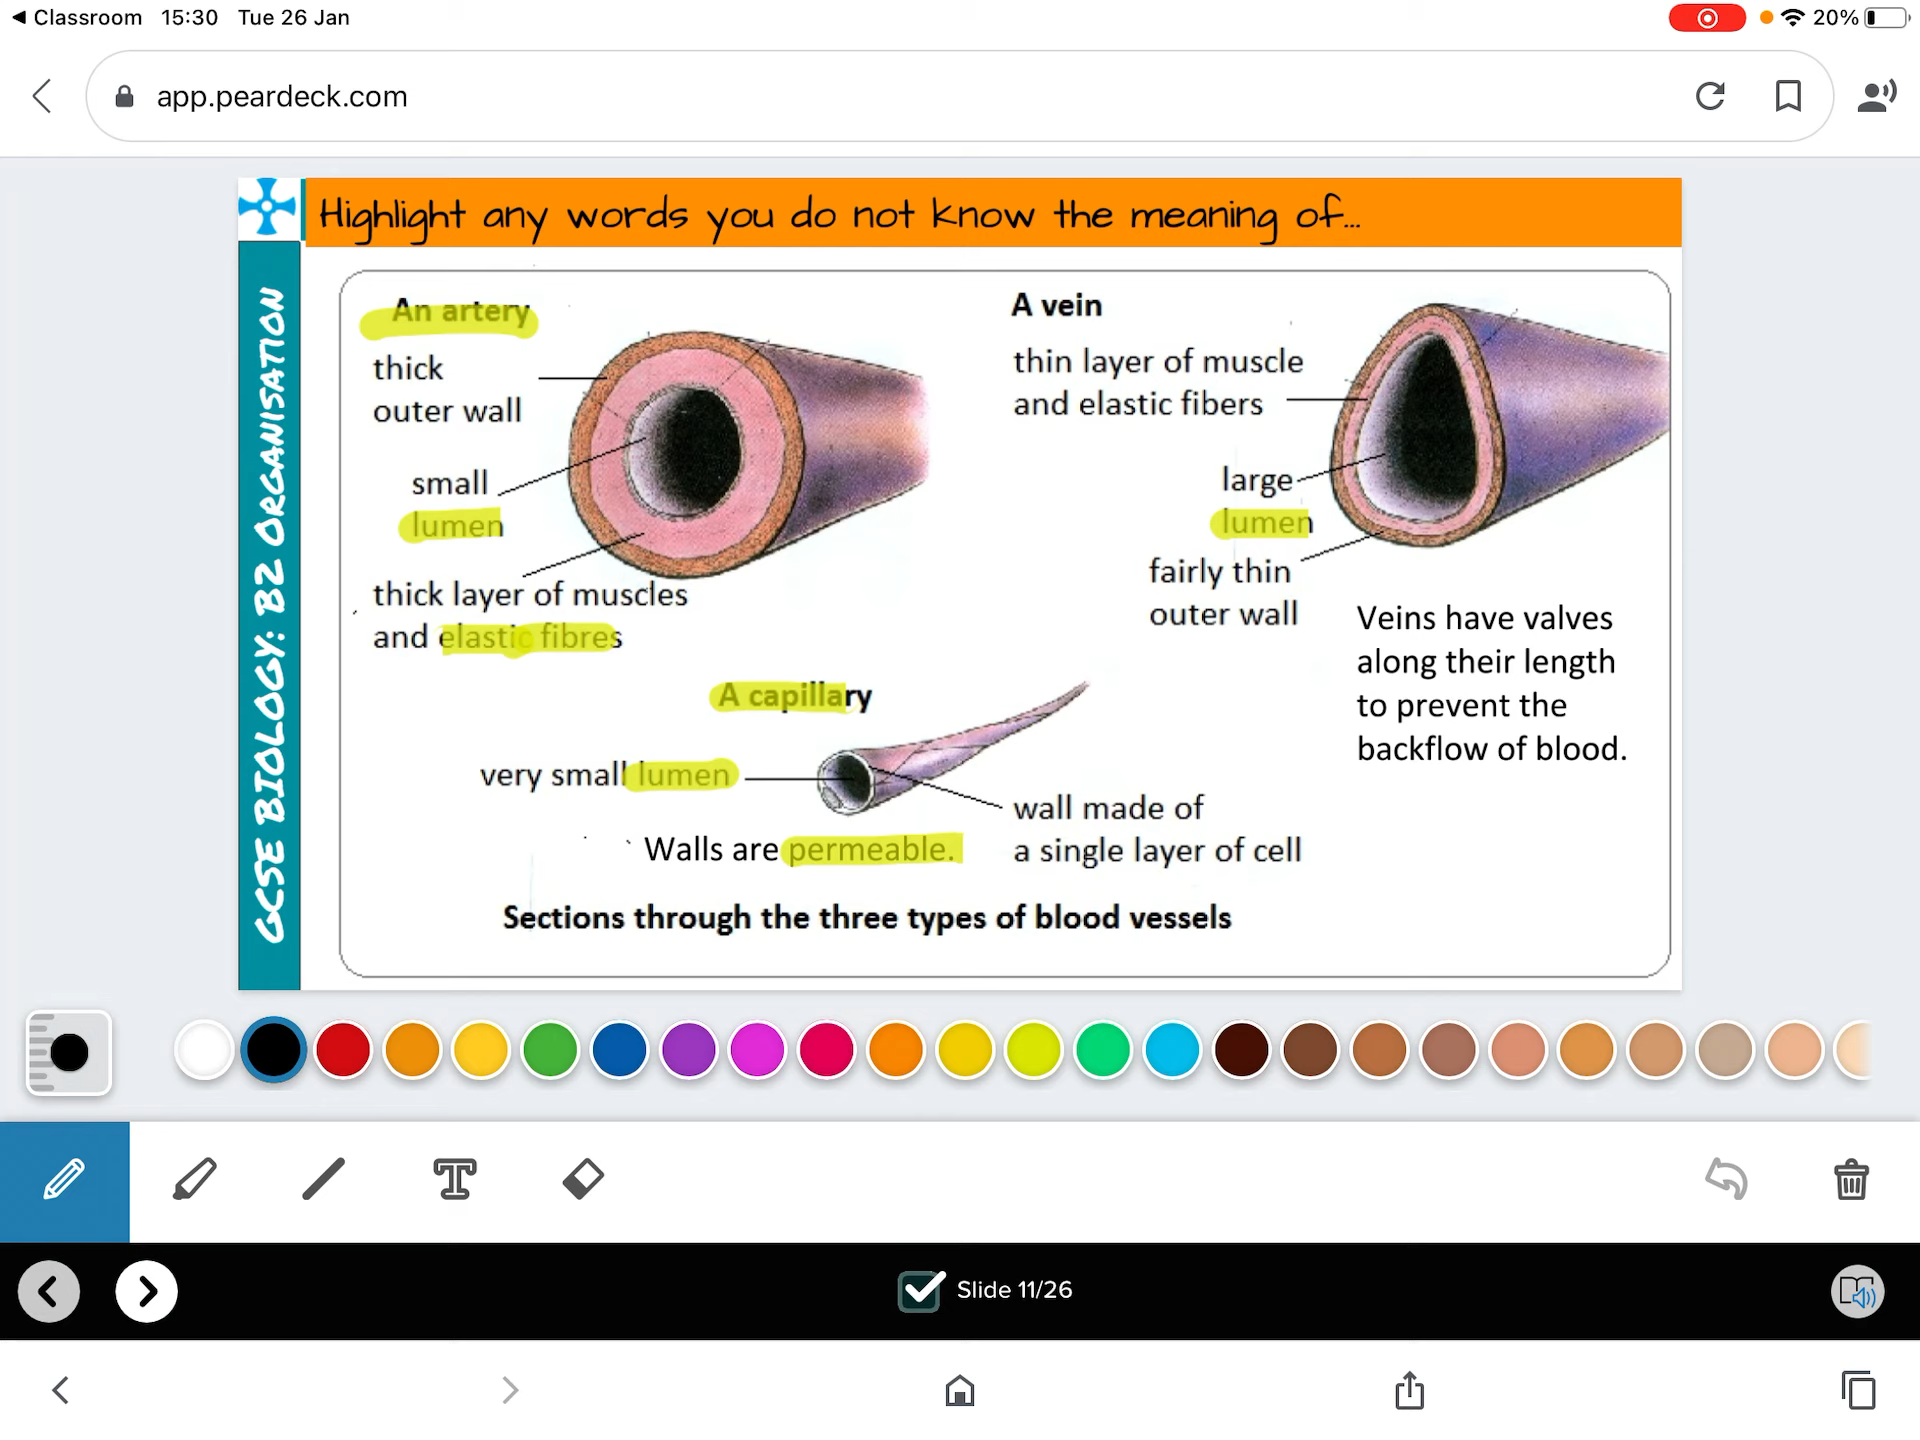 Classroom 15:30 Tue 26 Jan
20%
app.peardeck.com
Highlight any words you do not know the meaning of...
GCSE BIOLOGY: B2 ORGANISATION
An artery
thick
outer wall
small
lumen
thick layer of muscles
and elastic fibres
A vein
thin layer of muscle
and elastic fibers
large
lumen
fairly thin
outer wall
Veins have valves
along their length
to prevent the
backflow of blood.
A capillary
very small lumen
Walls are permeable.
wall made of
a single layer of cell
Sections through the three types of blood vessels
T
Slide 11/26